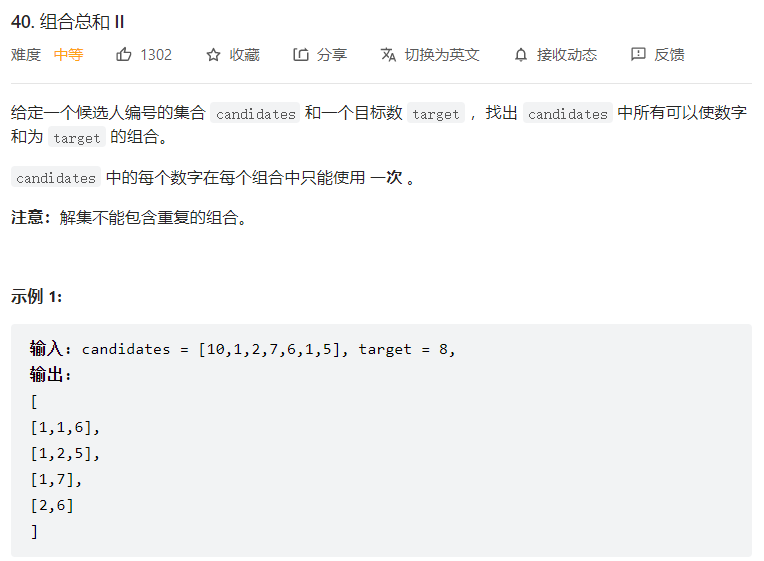 40. 组合总和 II
难度 中等 1302 收藏 分享 切换为英文 接收动态 反馈
给定一个候选人编号的集合 candidates 和一个目标数 target ，找出 candidates 中所有可以使数字
和为 target 的组合。
candidates 中的每个数字在每个组合中只能使用 一次 。
注意：解集不能包含重复的组合。
示例 1:
输入: candidates = [10,1,2,7,6,1,5], target = 8,
输出:
[
[1,1,6],
[1,2,5],
[1,7],
[2,6]
]